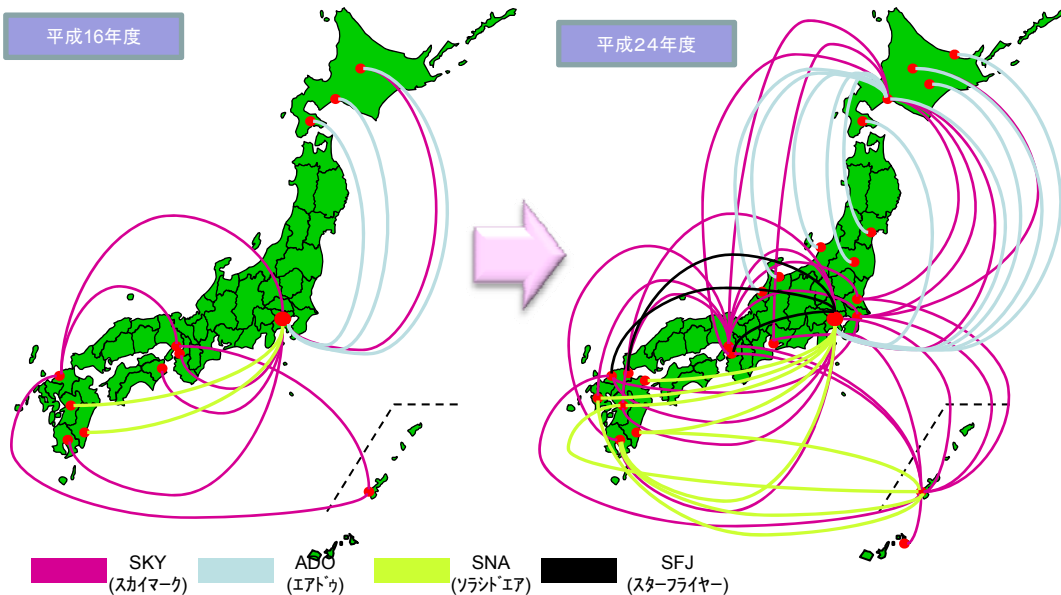 平成16年度
平成24年度
SKY
(スカイマーク)
ADO
(エアドゥ)
SNA
(ソラシドエア)
SFJ
(スターフライヤー)